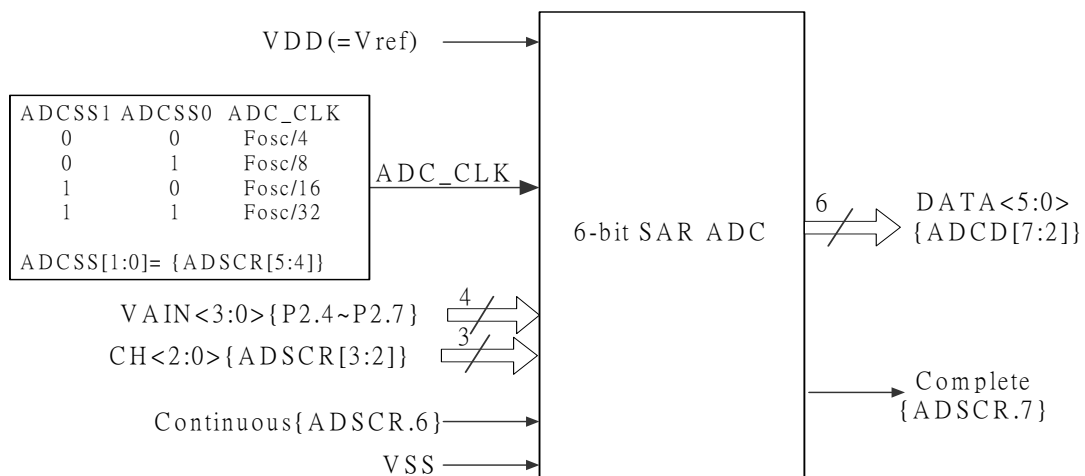 VDD(=Vref)
ADCSS1 ADCSS0 ADC_CLK
0 0 Fosc/4
0 1 Fosc/8
1 0 Fosc/16
1 1 Fosc/32
ADCSS[1:0]= {ADSCR[5:4]}
ADC_CLK
6-bit SAR ADC
6
DATA<5:0>
{ADCD[7:2]}
VAIN<3:0>{P2.4~P2.7}
4
CH<2:0>{ADSCR[3:2]}
3
Complete
{ADSCR.7}
Continuous{ADSCR.6}
VSS